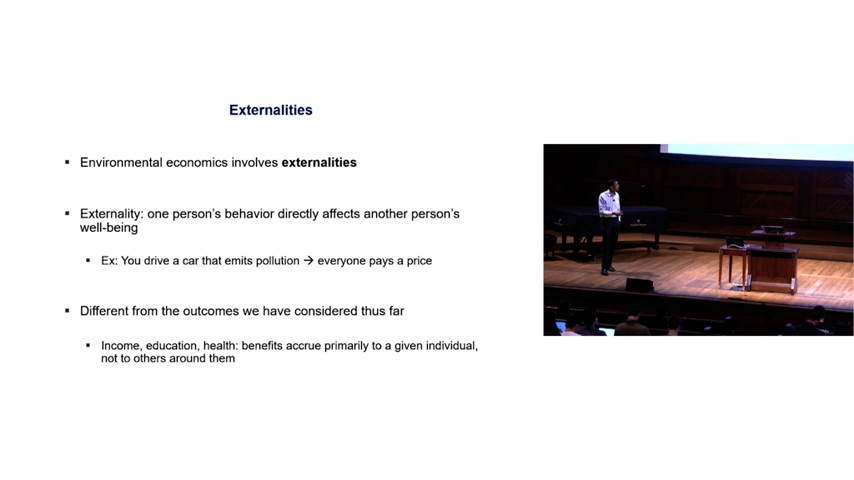 Externalities
▪ Environmental economics involves externalities
▪ Externality: one person's behavior directly affects another person's
well-being
▪ Ex: You drive a car that emits pollution → everyone pays a price
▪ Different from the outcomes we have considered thus far
▪ Income, education, health: benefits accrue primarily to a given individual,
not to others around them